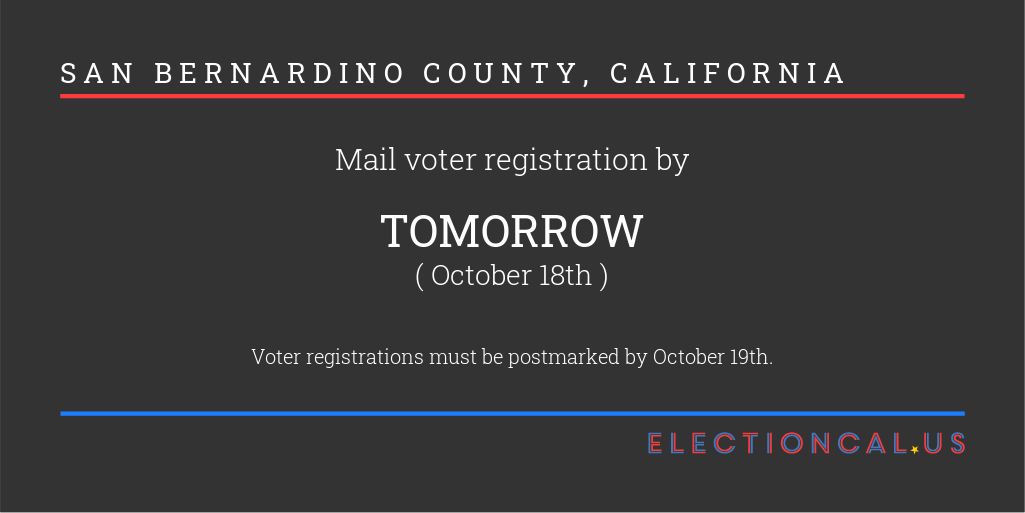 SAN BERNARDINO COUNTY, CALIFORNIA
Mail voter registration by
TOMORROW
( October 18th )
Voter registrations must be postmarked by October 19th.
ELECTIONCAL.US